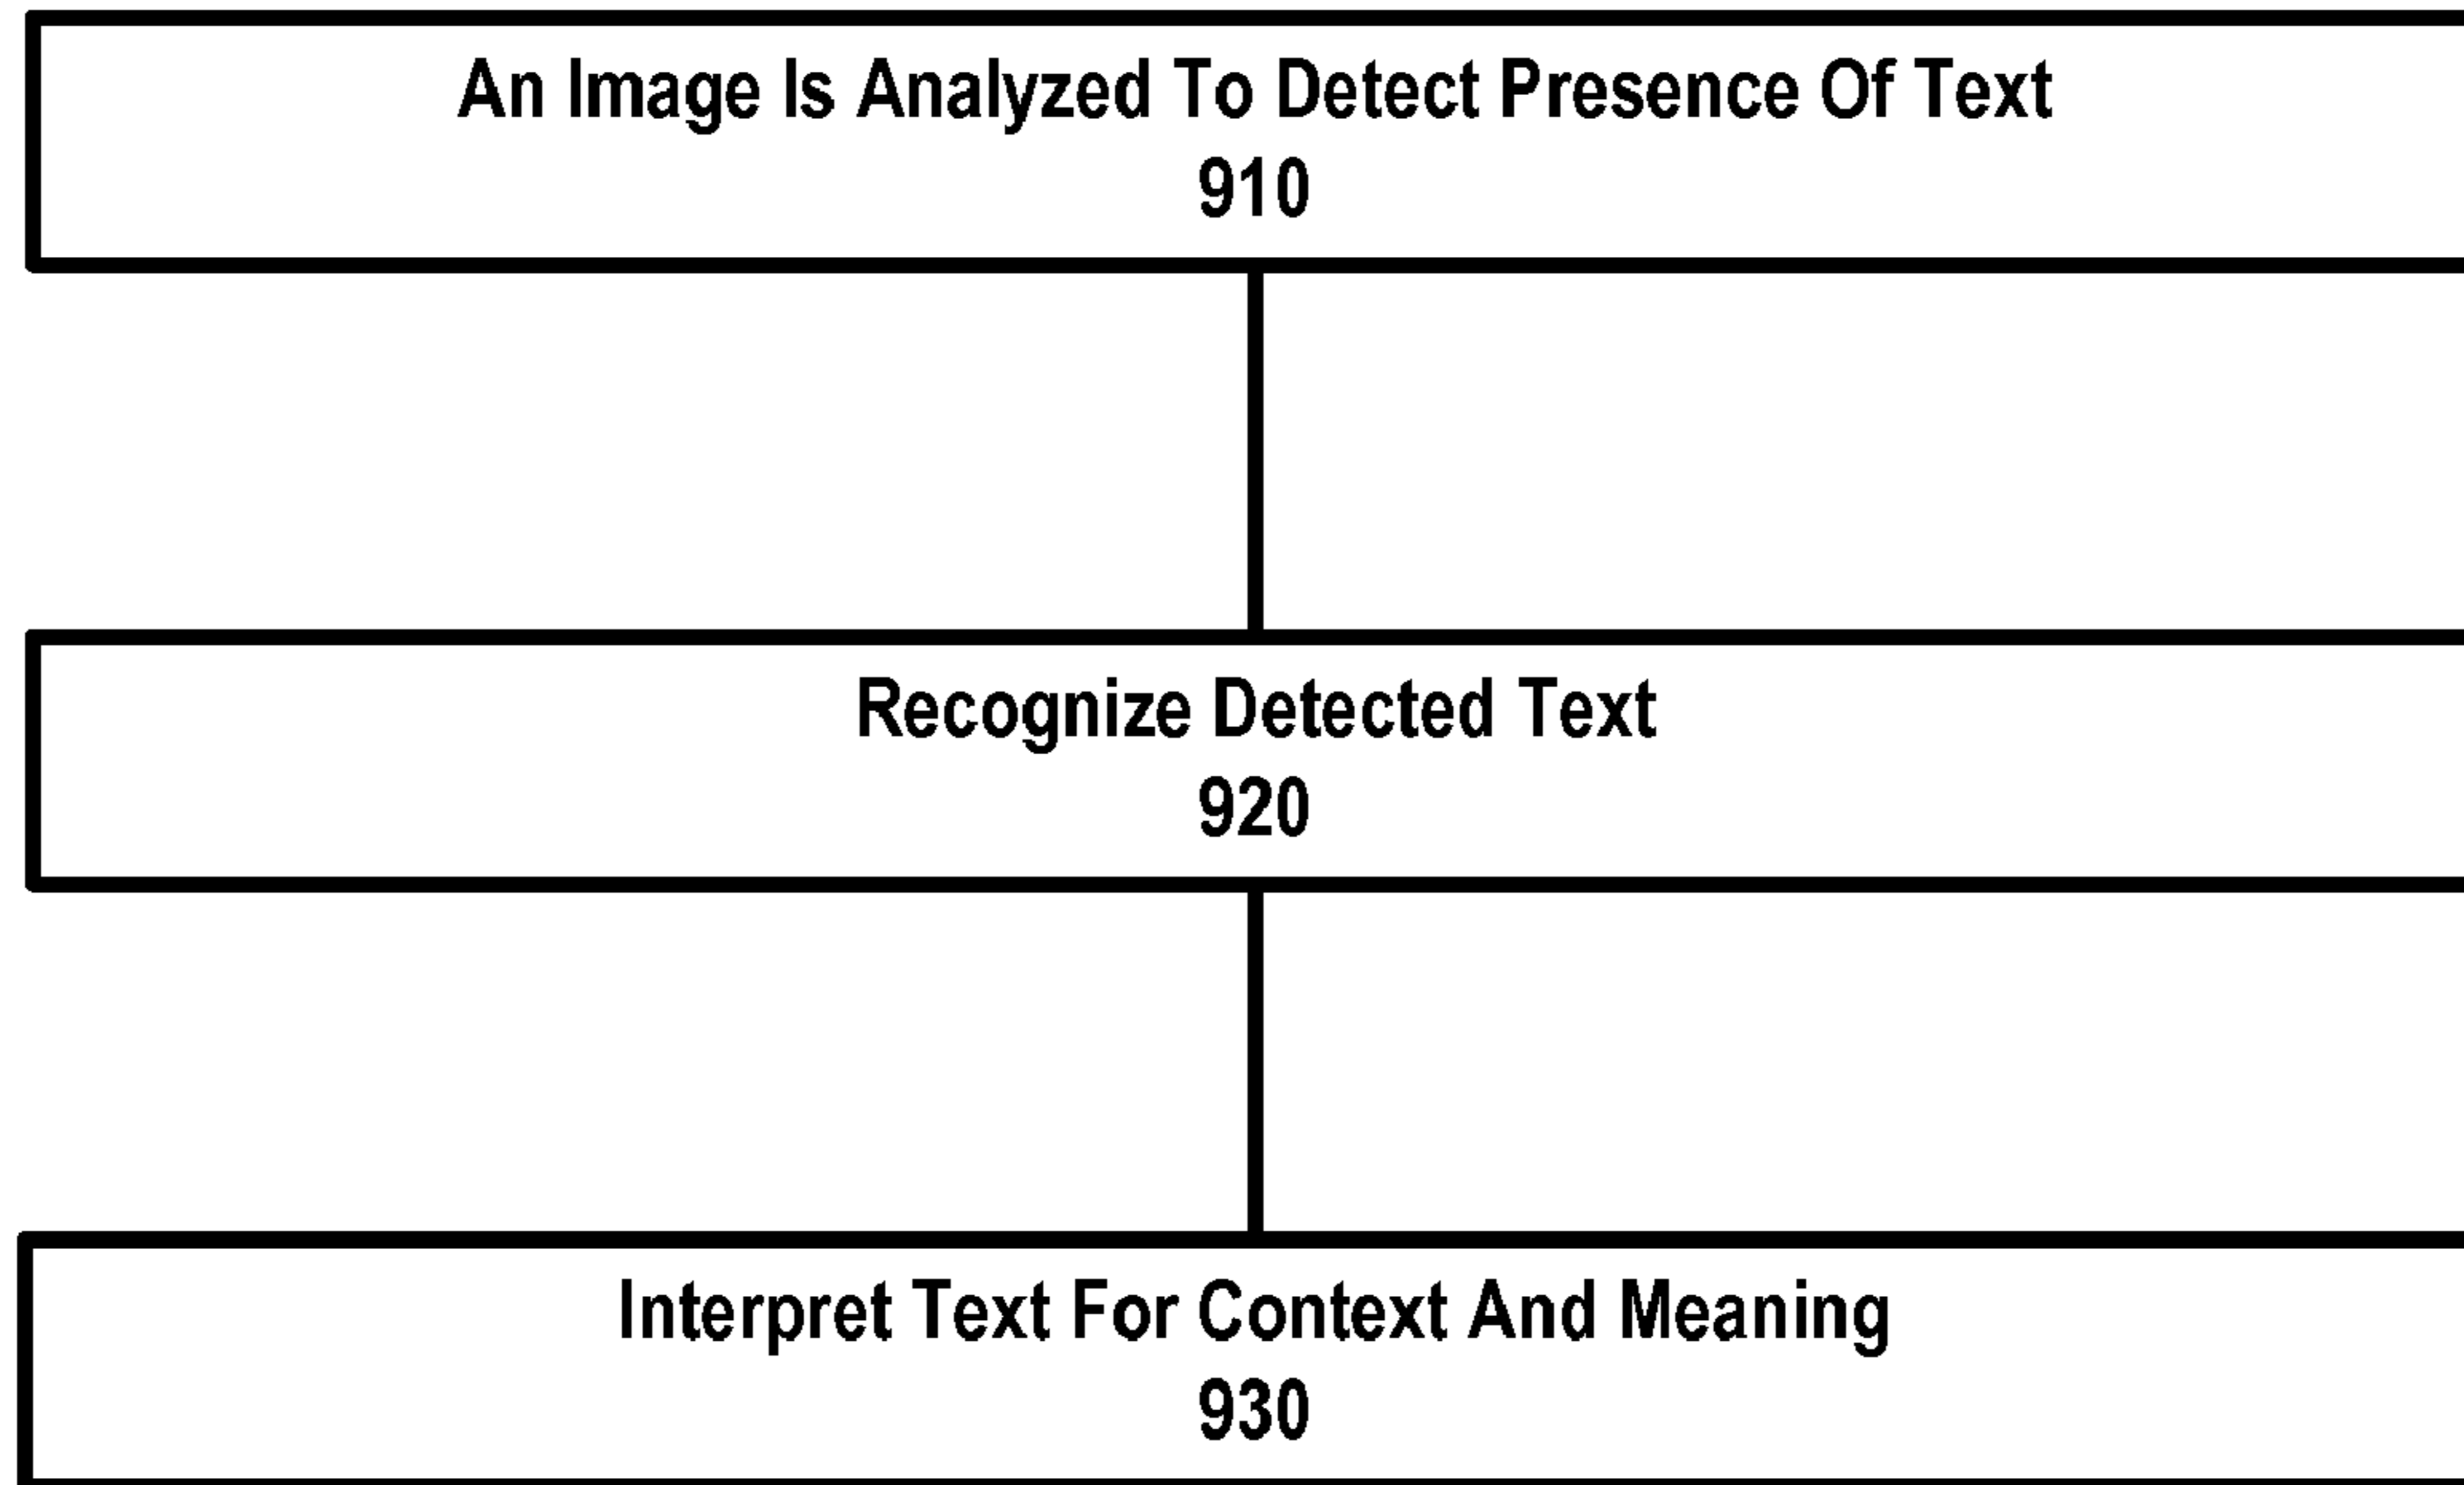 An Image Is Analyzed To Detect Presence Of Text
910
Recognize Detected Text
920
Interpret Text For Context And Meaning
930